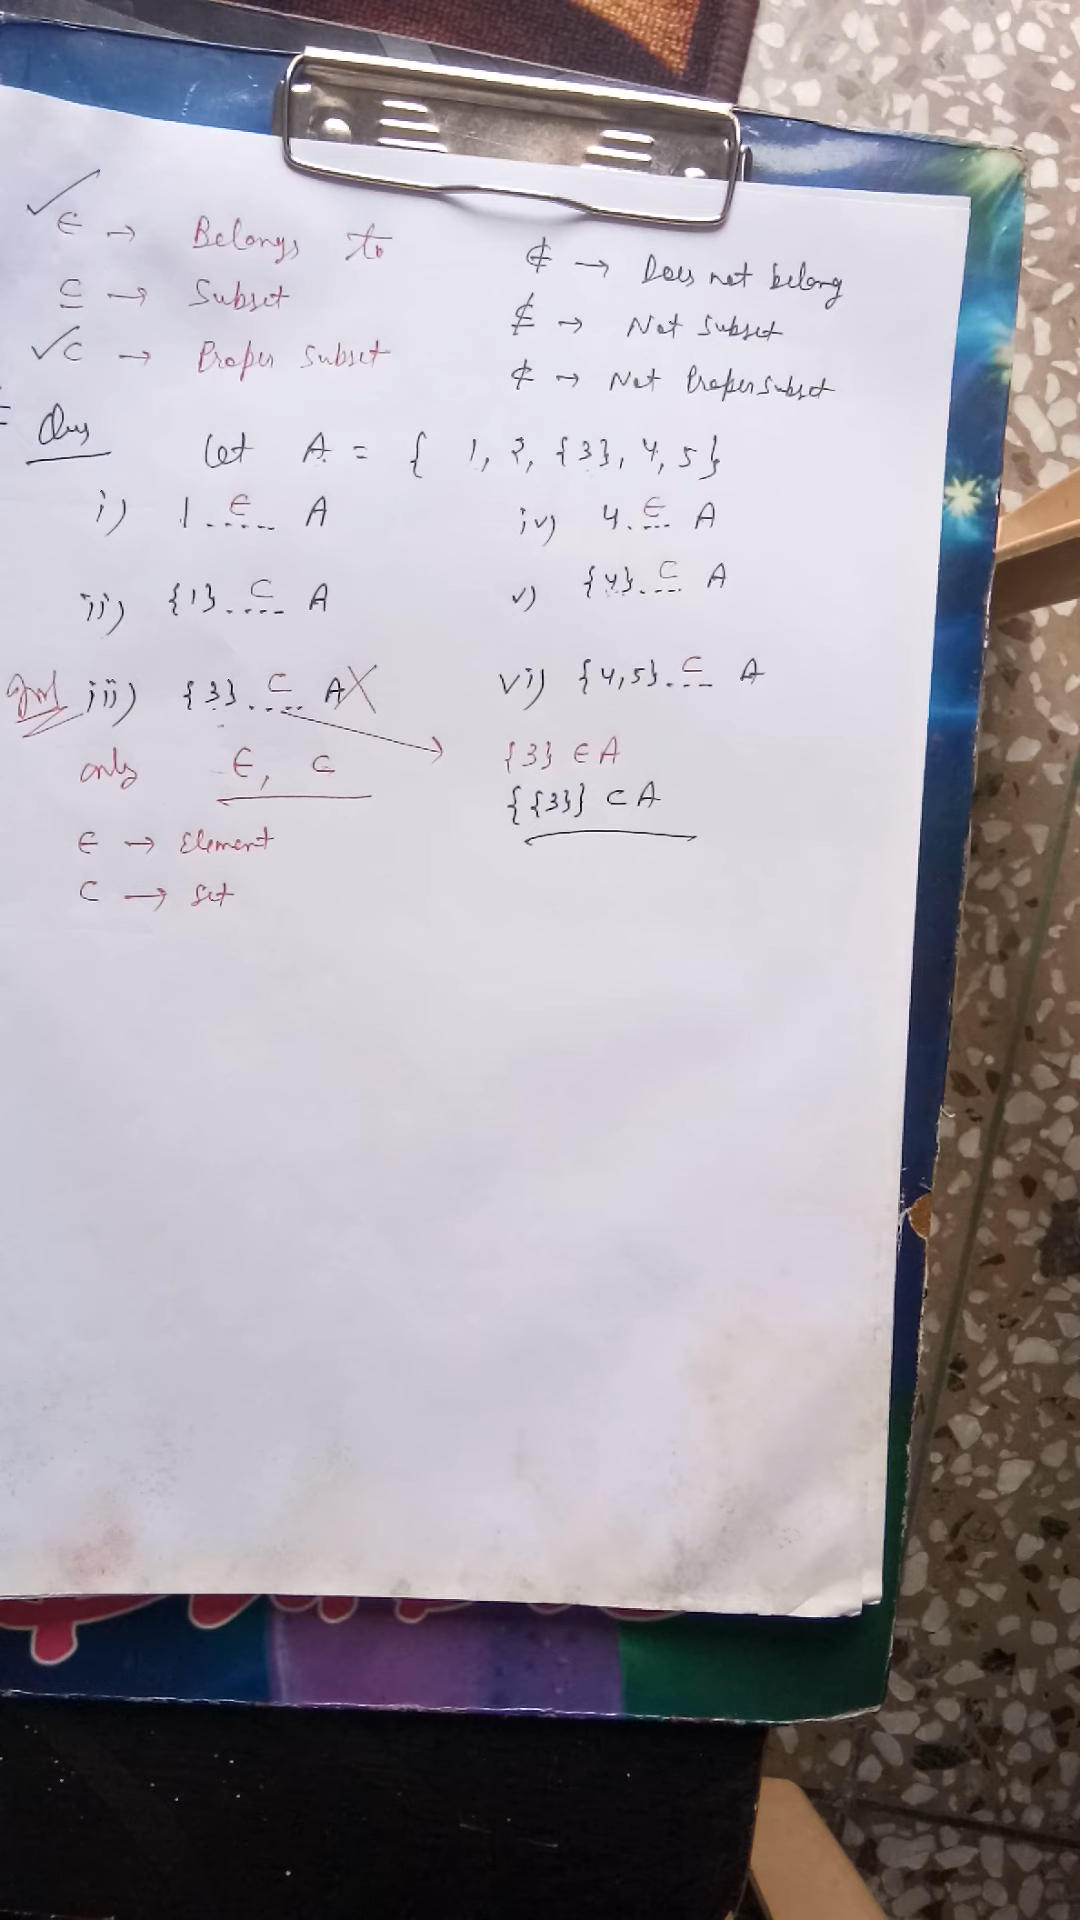 ✓∈ → Belongs to
⊆ → Subset
✓⊂ → Proper Subset
∉ → Does not belong
⊈ → Not Subset
⊄ → Not Proper Subset
Ques Let A = { 1, 2, {3}, 4, 5}
i) 1 ..∈.. A
ii) {1} ..⊂.. A
iii) {3} ..⊂.. A ✗
only ∈, ⊂
∈ → Element
⊂ → Set
iv) 4 ..∈.. A
v) {4} ..⊂.. A
vi) {4,5} ..⊂.. A
{3} ∈ A
{{3}} ⊂ A